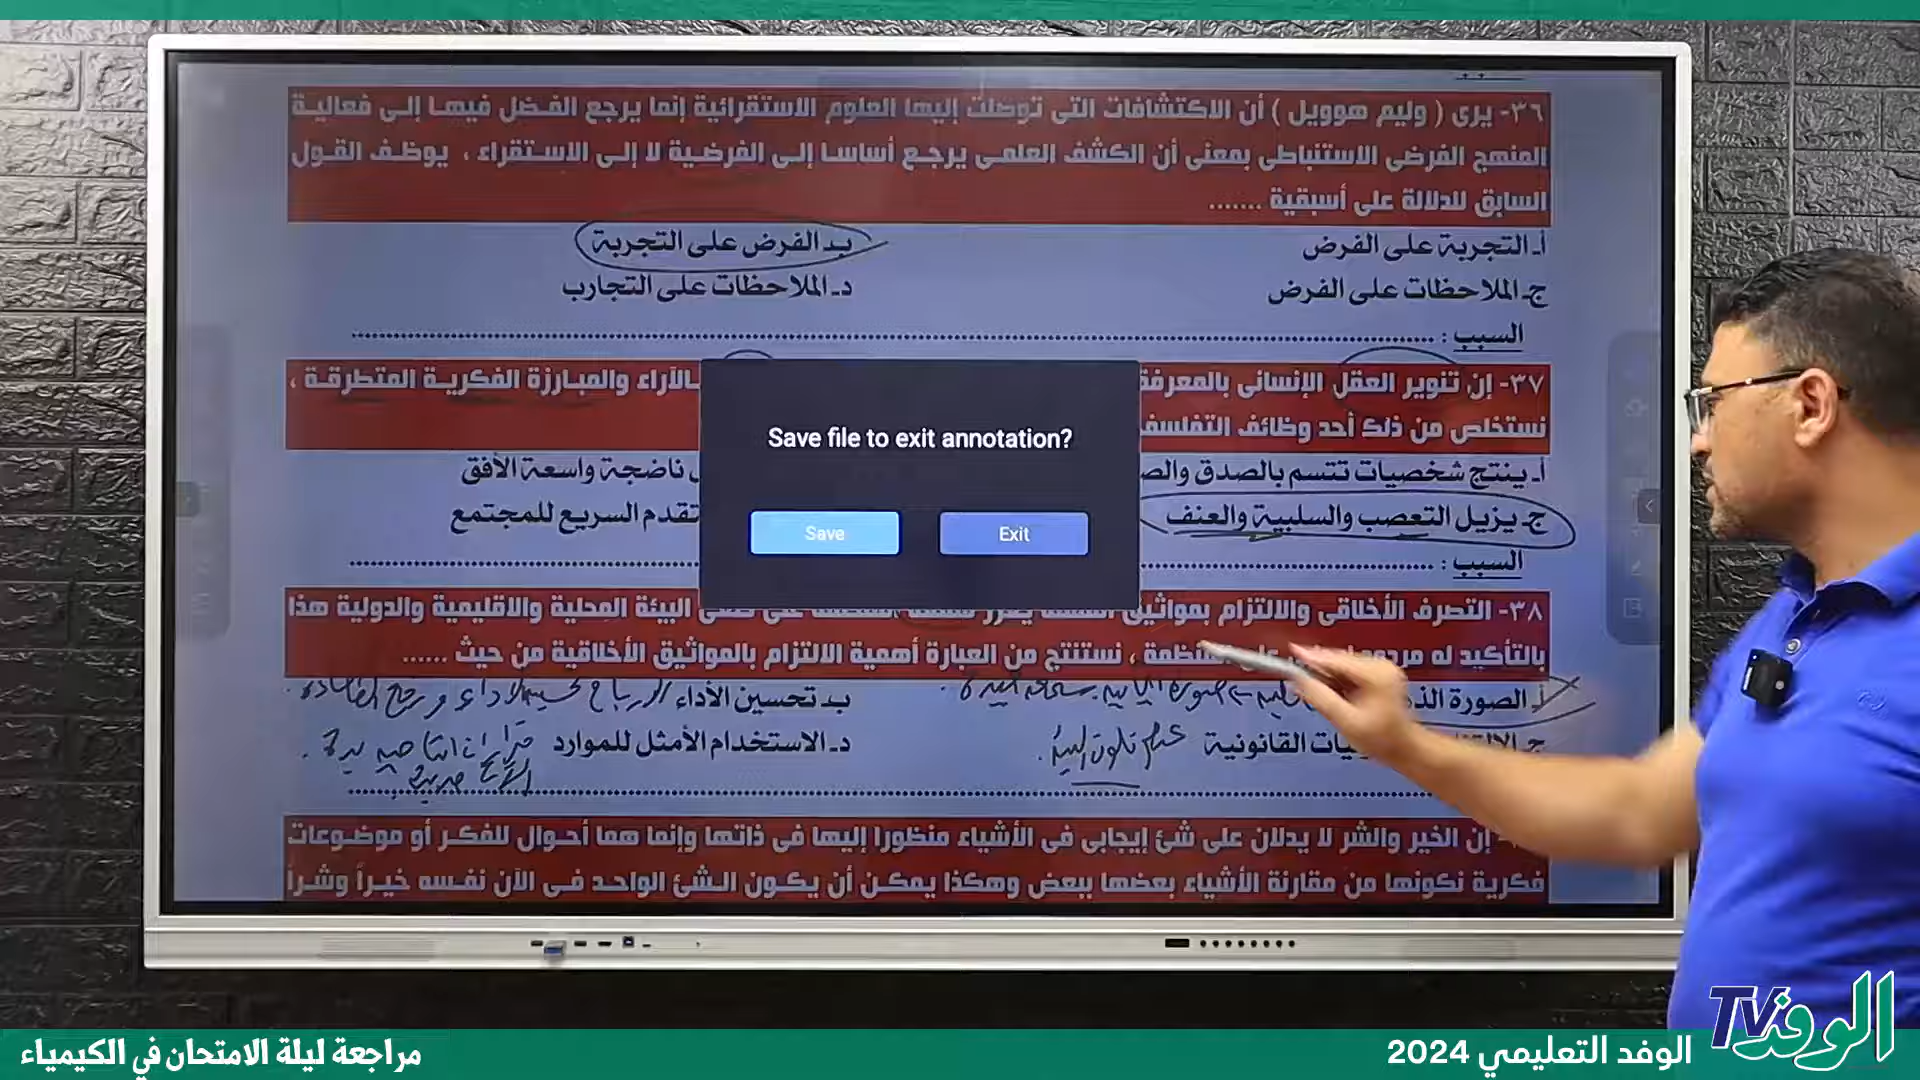 ٣٦- يرى ( وليم هوويل ) أن الاكتشافات التى توصلت إليها العلوم الاستقرائية إنما يرجع الفضل فيها إلى فعالية
المنهج الفرضى الاستنباطى بمعنى أن الكشف العلمى يرجع أساسا إلى الفرضية لا إلى الاستقراء ، يوظف القول
السابق للدلالة على أسبقية .......
أ- التجربة على الفرض
ب- الفرض على التجربة
ج- الملاحظات على الفرض
د- الملاحظات على التجارب
السبب :
٣٧- إن تنوير العقل الإنسانى بالمعرفة بالآراء والمبارزة الفكرية المتطرقة ،
نستخلص من ذلك أحد وظائف التفلسف
أ- ينتج شخصيات تتسم بالصدق
ناضجة واسعة الأفق
ج- يزيل التعصب والسلبية والعنف
تقدم السريع للمجتمع
السبب :
Save file to exit annotation?
Save
Exit
٣٨- التصرف الأخلاقى والالتزام بمواثيق البيئة المحلية والاقليمية والدولية هذا
بالتأكيد له ، نستنتج من العبارة أهمية الالتزام بالمواثيق الأخلاقية من حيث ......
أ- الصورة
ب- تحسين الأداء
القانونية
د- الاستخدام الأمثل للموارد
إن الخير والشر لا يدلان على شئ إيجابى فى الأشياء منظورا إليها فى ذاتها وإنما هما أحوال للفكر أو موضوعات
فكرية نكونها من مقارنة الأشياء بعضها ببعض وهكذا يمكن أن يكون الشئ الواحد فى الآن نفسه خيراً وشراً
الوفد TV
الوفد التعليمي 2024
مراجعة ليلة الامتحان في الكيمياء